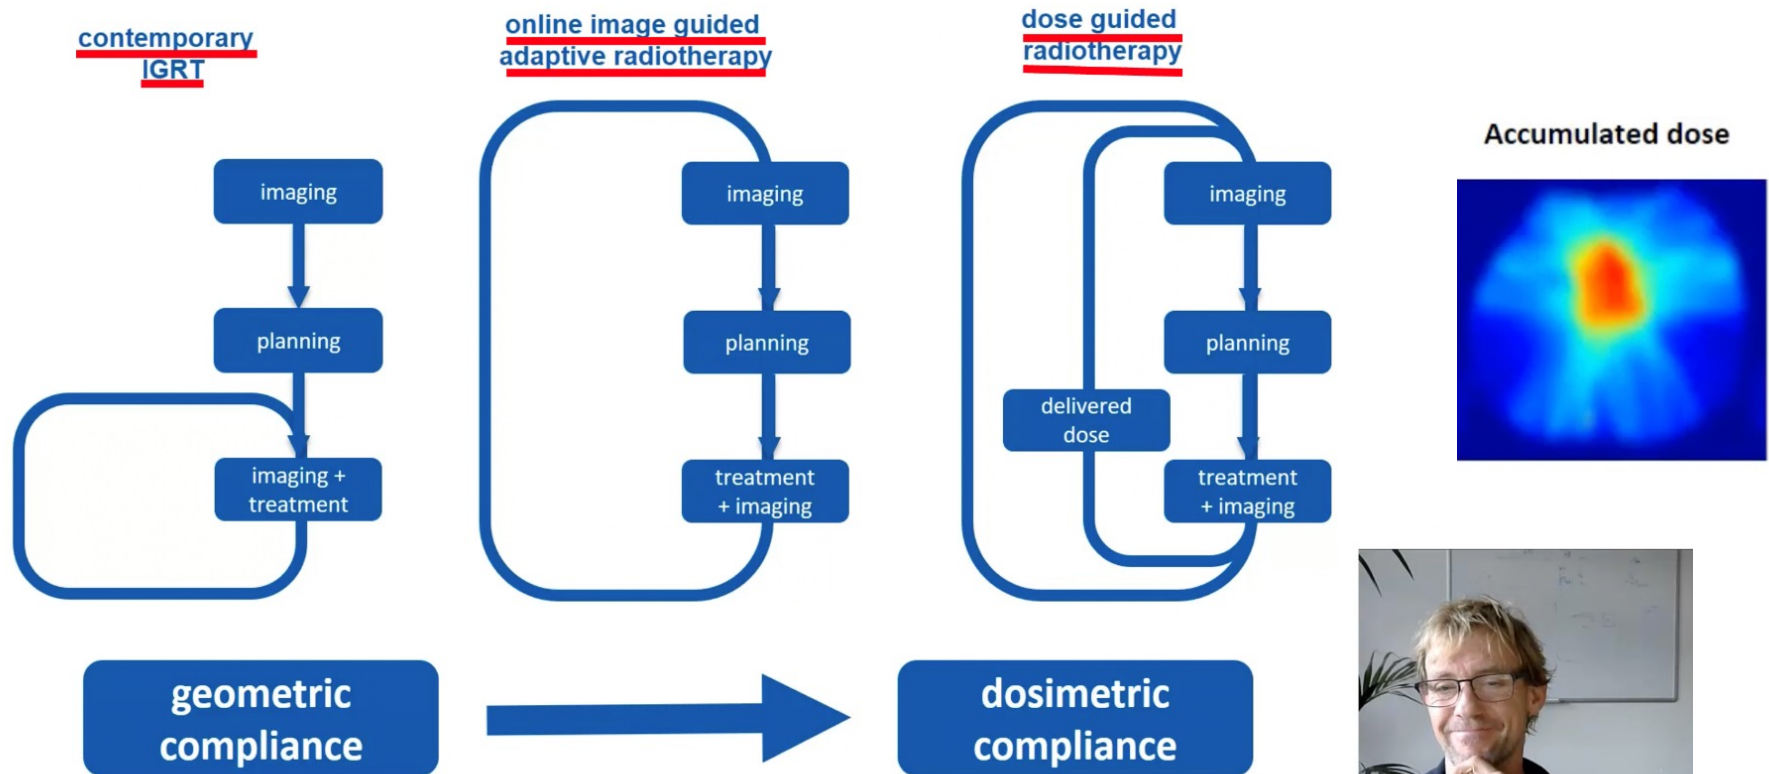 contemporary
IGRT
imaging
planning
imaging +
treatment
online image guided
adaptive radiotherapy
imaging
planning
treatment
+ imaging
dose guided
radiotherapy
imaging
planning
delivered
dose
treatment
+ imaging
Accumulated dose
geometric
compliance
dosimetric
compliance